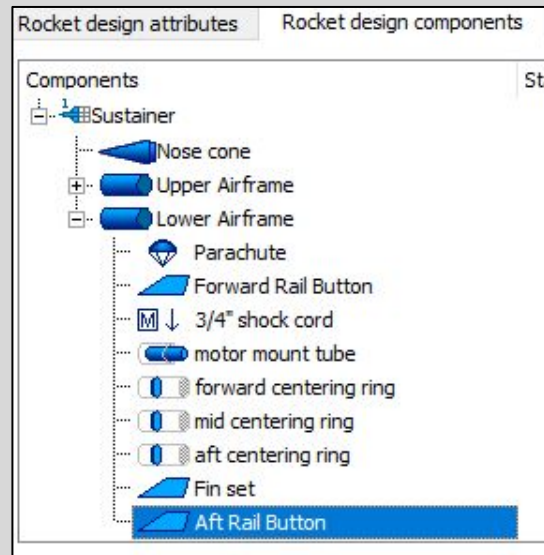 Rocket design attributes Rocket design components
Components St
1 Sustainer
Nose cone
Upper Airframe
Lower Airframe
Parachute
Forward Rail Button
M 3/4" shock cord
motor mount tube
forward centering ring
mid centering ring
aft centering ring
Fin set
Aft Rail Button